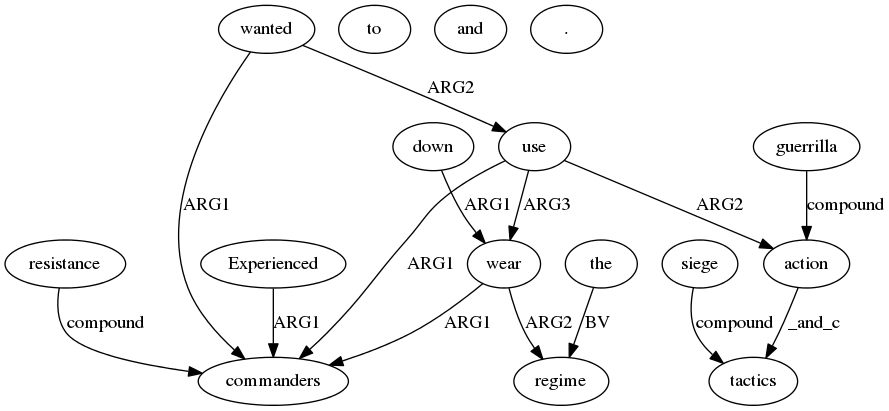 wanted to and .
ARG2
down use guerrilla
ARG1 ARG1 ARG3 ARG2 compound
resistance Experienced wear the siege action
ARG1
compound ARG1 ARG1 ARG2 BV compound _and_c
commanders regime tactics